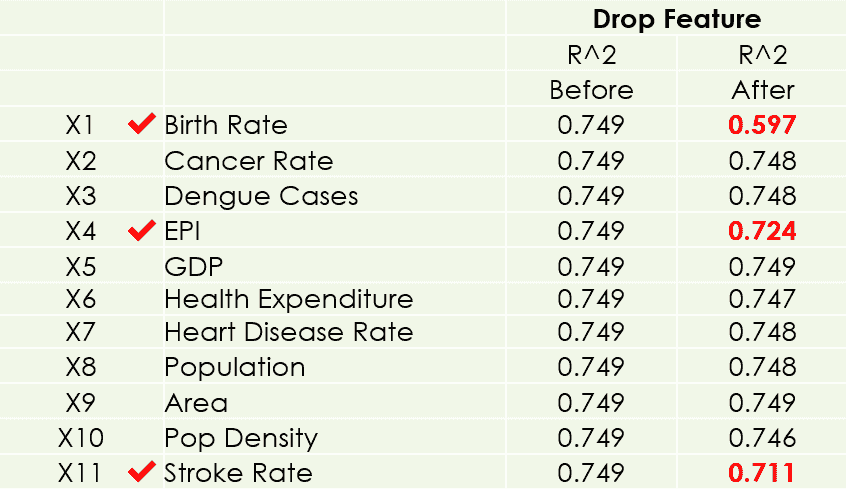 Drop Feature
R^2 R^2
Before After
X1 ✔ Birth Rate 0.749 0.597
X2 Cancer Rate 0.749 0.748
X3 Dengue Cases 0.749 0.748
X4 ✔ EPI 0.749 0.724
X5 GDP 0.749 0.749
X6 Health Expenditure 0.749 0.747
X7 Heart Disease Rate 0.749 0.748
X8 Population 0.749 0.748
X9 Area 0.749 0.749
X10 Pop Density 0.749 0.746
X11 ✔ Stroke Rate 0.749 0.711